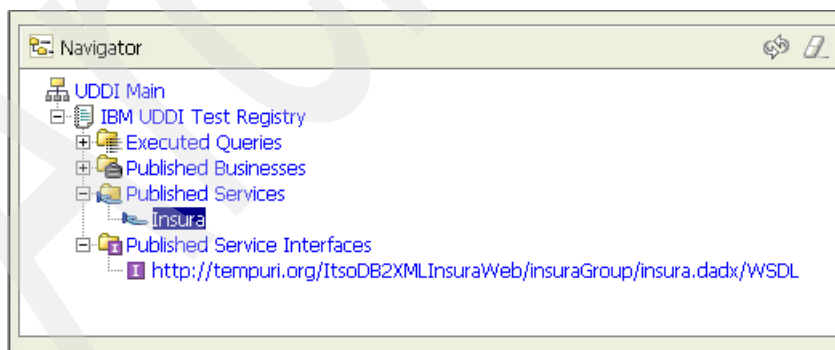 Navigator
UDDI Main
IBM UDDI Test Registry
Executed Queries
Published Businesses
Published Services
Insura
Published Service Interfaces
http://tempuri.org/ItsoDB2XMLInsuraWeb/insuraGroup/insura.dadx/WSDL